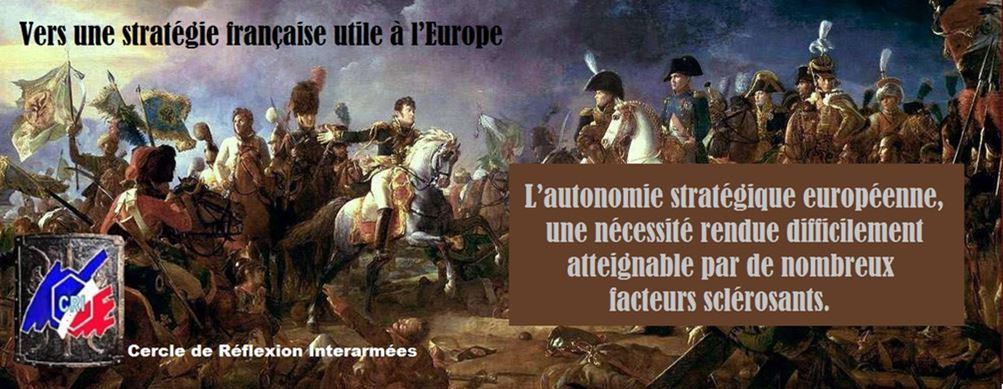 Vers une stratégie française utile à l'Europe
L'autonomie stratégique européenne,
une nécessité rendue difficilement
atteignable par de nombreux
facteurs sclérosants.
CRI
Cercle de Réflexion Interarmées